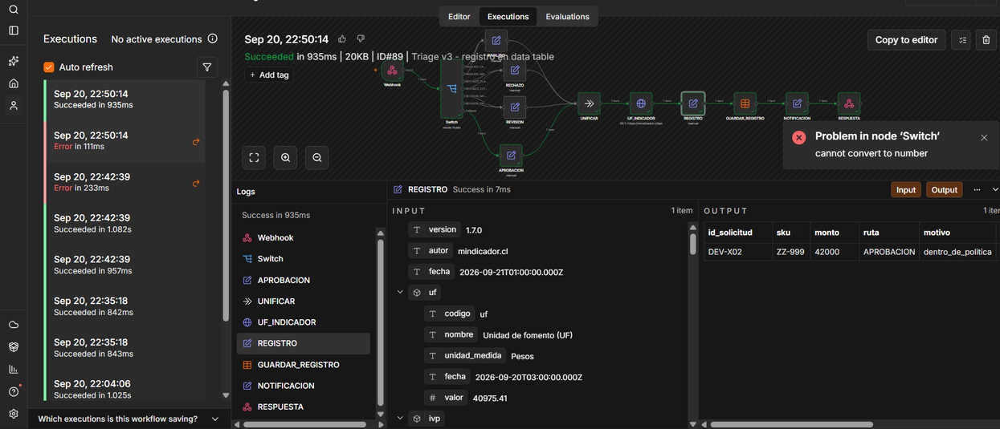 Editor
Executions
Evaluations
Executions
No active executions
Auto refresh
Sep 20, 22:50:14
Succeeded in 935ms
Sep 20, 22:50:14
Error in 111ms
Sep 20, 22:42:39
Error in 233ms
Sep 20, 22:42:39
Succeeded in 1.082s
Sep 20, 22:42:39
Succeeded in 957ms
Sep 20, 22:35:18
Succeeded in 842ms
Sep 20, 22:35:18
Succeeded in 843ms
Sep 20, 22:04:06
Succeeded in 1.025s
Which executions is this workflow saving?
Sep 20, 22:50:14
Succeeded in 935ms | 20KB | ID#89 | Triage v3 - registro en data table
+ Add tag
Copy to editor
Webhook
Switch
mode: Rules
RECHAZO
manual
REVISION
manual
APROBACION
manual
UNIFICAR
UF_INDICADOR
REGISTRO
manual
GUARDAR_REGISTRO
NOTIFICACION
manual
RESPUESTA
Problem in node ‘Switch‘
cannot convert to number
Logs
Success in 935ms
Webhook
Switch
APROBACION
UNIFICAR
UF_INDICADOR
REGISTRO
GUARDAR_REGISTRO
NOTIFICACION
RESPUESTA
REGISTRO Success in 7ms
Input
Output
INPUT
1 item
T version 1.7.0
T autor mindicador.cl
T fecha 2026-09-21T01:00:00.000Z
uf
T codigo uf
T nombre Unidad de fomento (UF)
T unidad_medida Pesos
T fecha 2026-09-20T03:00:00.000Z
# valor 40975.41
ivp
OUTPUT
id_solicitud sku monto ruta motivo
DEV-X02 ZZ-999 42000 APROBACION dentro_de_politica